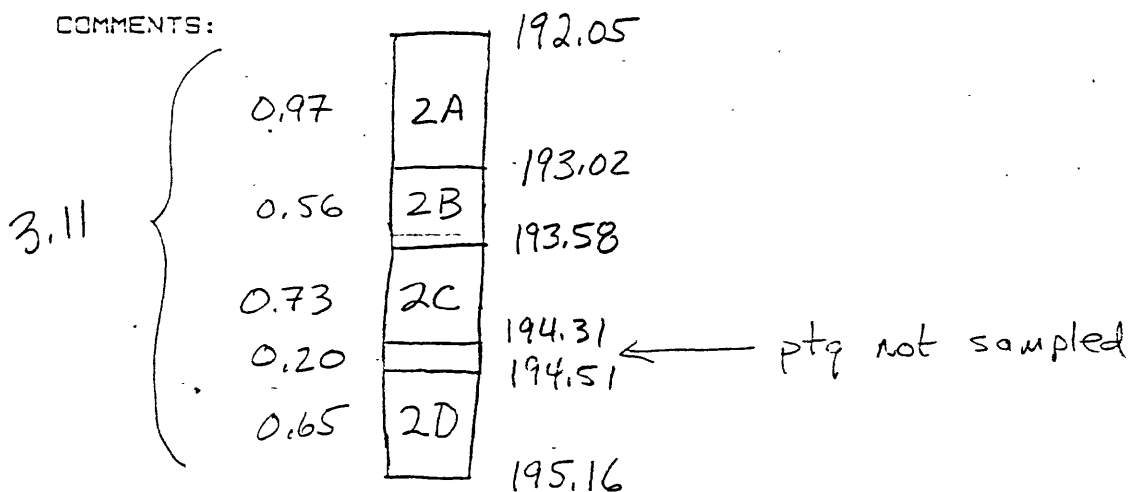 COMMENTS:
192.05
0.97 2A
193.02
3.11 0.56 2B
193.58
0.73 2C
194.31
0.20 ptq not sampled
194.51
0.65 2D
195.16